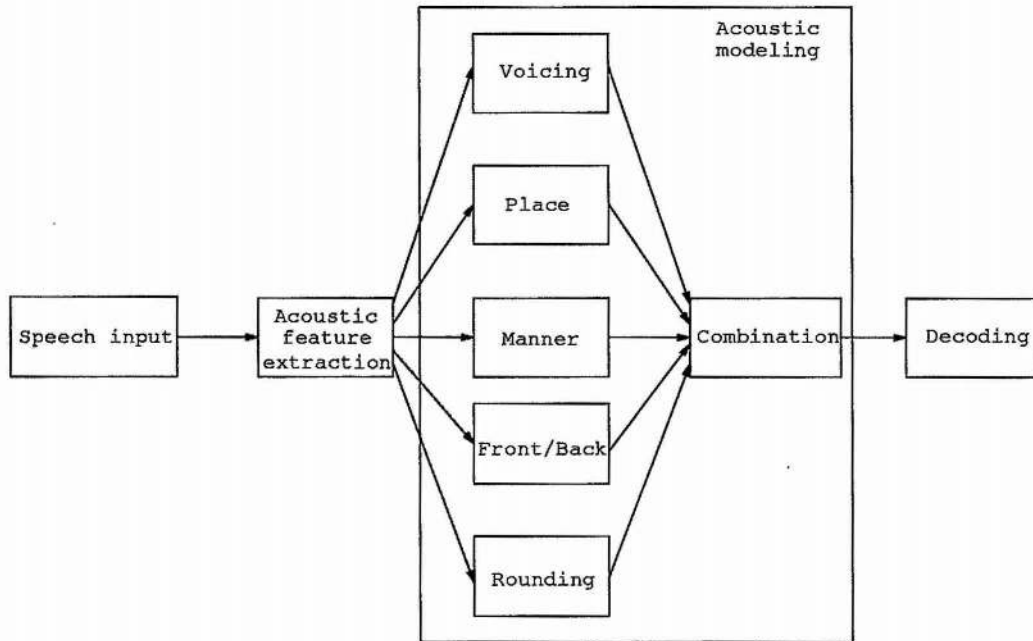 Acoustic
modeling
Voicing
Place
Speech input
Acoustic
feature
extraction
Manner
Combination
Decoding
Front/Back
Rounding